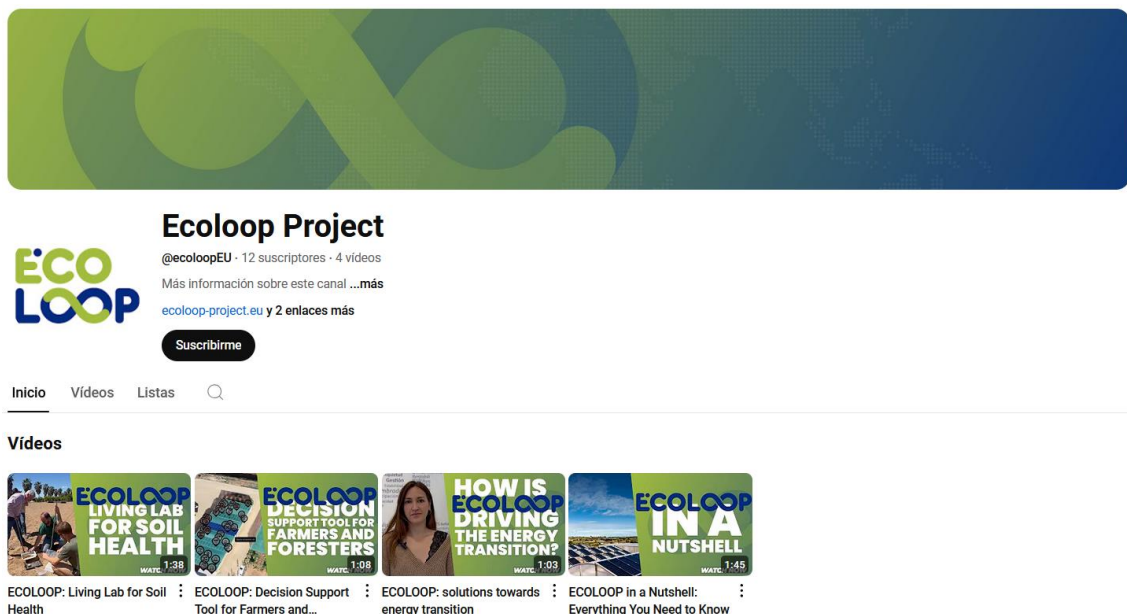 Ecoloop Project
ECO
LOOP
@ecoloopEU · 12 suscriptores · 4 vídeos
Más información sobre este canal ...más
ecoloop-project.eu y 2 enlaces más
Suscribirme
Inicio Vídeos Listas
Vídeos
ECOLOOP
LIVING LAB
FOR SOIL
HEALTH
1:38
ECOLOOP
DECISION
SUPPORT TOOL FOR
FARMERS AND
FORESTERS
1:08
HOW IS
ECOLOOP
DRIVING
THE ENERGY
TRANSITION?
1:03
ECOLOOP
IN A
NUTSHELL
1:45
ECOLOOP: Living Lab for Soil
Health
ECOLOOP: Decision Support
Tool for Farmers and...
ECOLOOP: solutions towards
energy transition
ECOLOOP in a Nutshell:
Everything You Need to Know